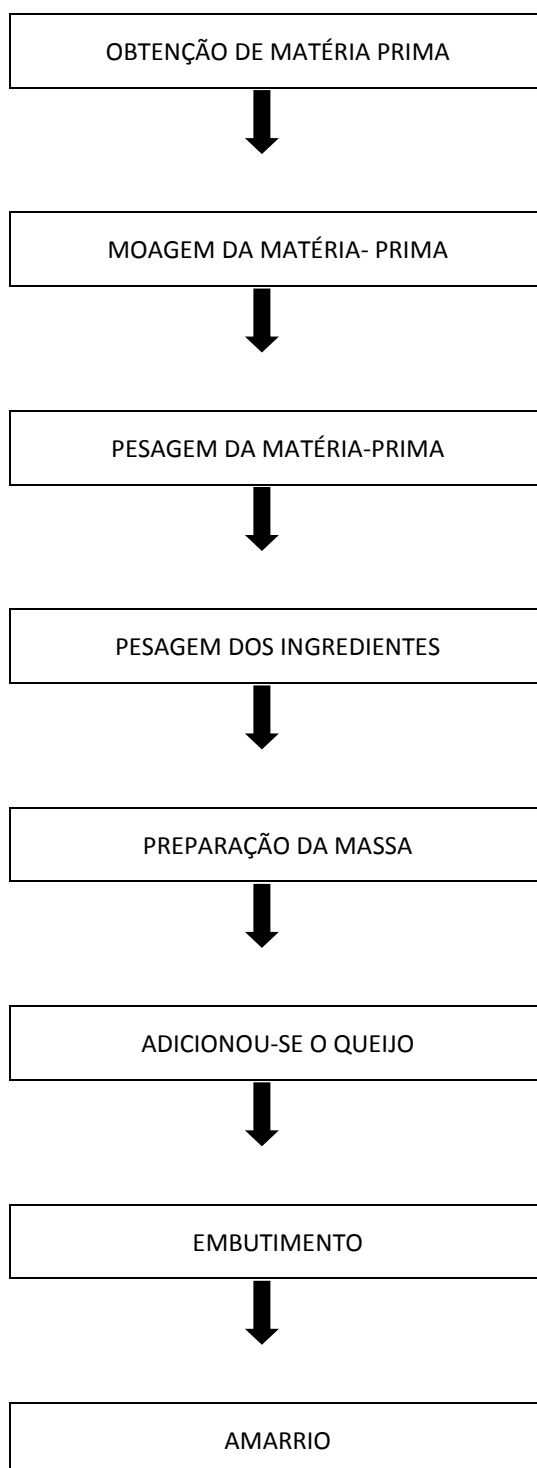 OBTENÇÃO DE MATÉRIA PRIMA
MOAGEM DA MATÉRIA- PRIMA
PESAGEM DA MATÉRIA-PRIMA
PESAGEM DOS INGREDIENTES
PREPARAÇÃO DA MASSA
ADICIONOU-SE O QUEIJO
EMBUTIMENTO
AMARRIO